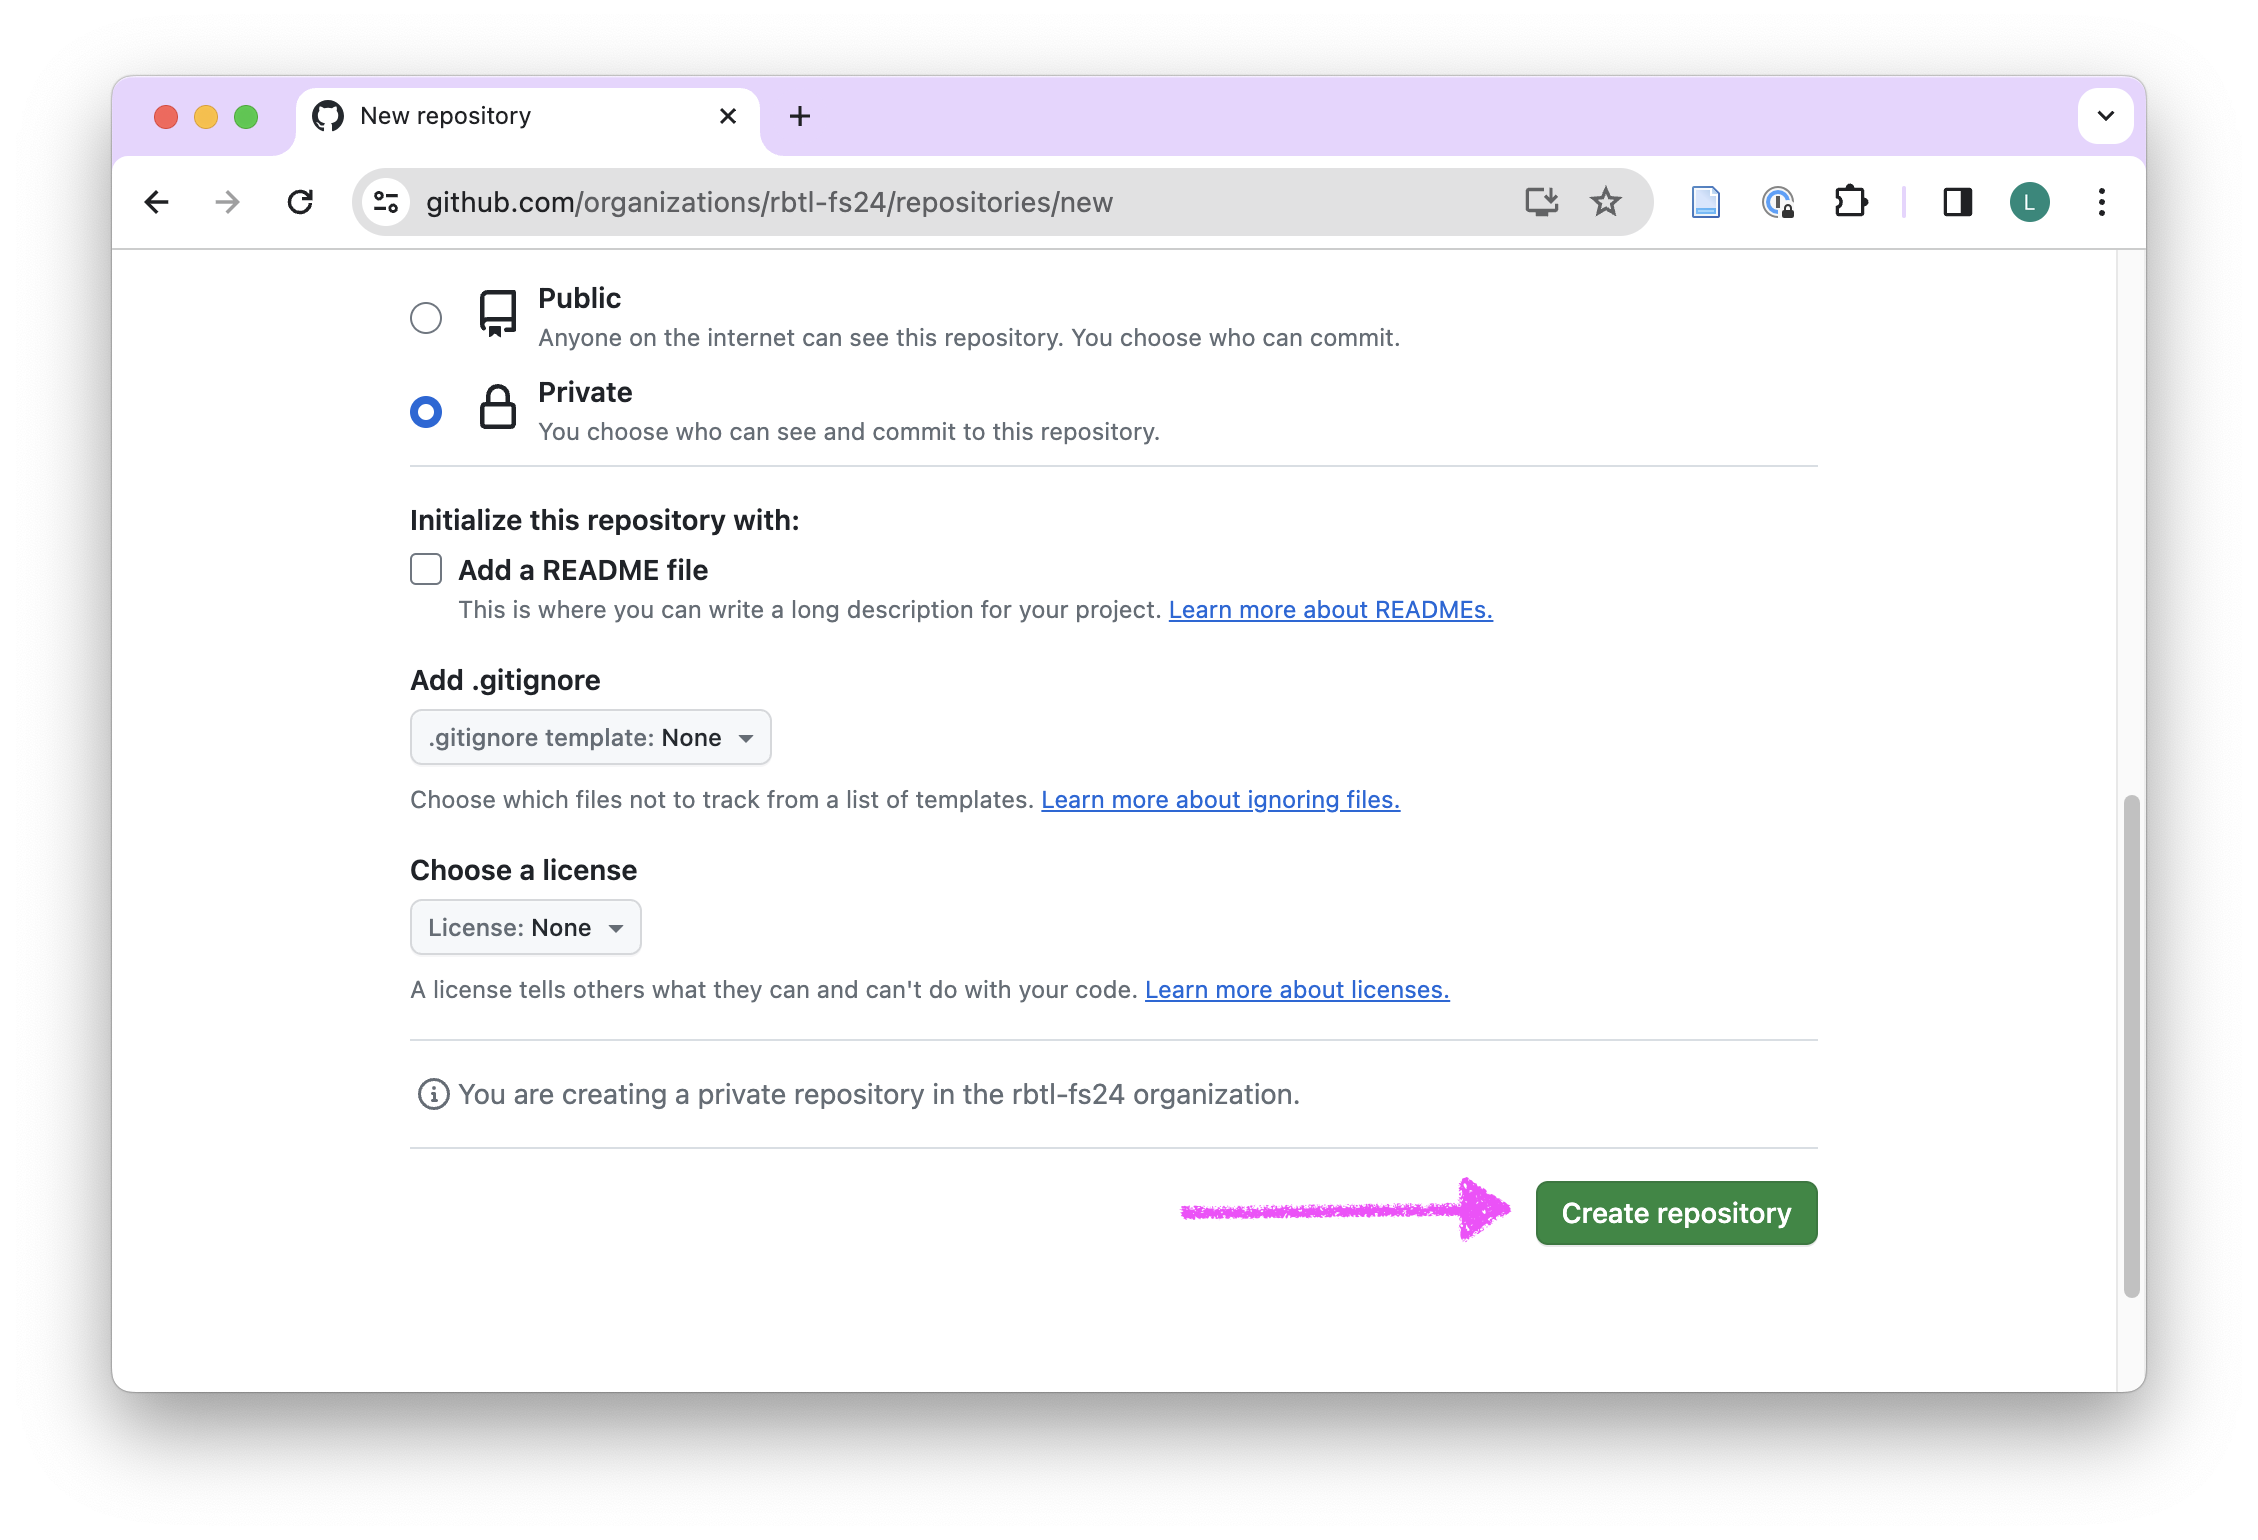 New repository
github.com/organizations/rbtl-fs24/repositories/new
L
Public
Anyone on the internet can see this repository. You choose who can commit.
Private
You choose who can see and commit to this repository.
Initialize this repository with:
Add a README file
This is where you can write a long description for your project. Learn more about READMEs.
Add .gitignore
.gitignore template: None
Choose which files not to track from a list of templates. Learn more about ignoring files.
Choose a license
License: None
A license tells others what they can and can't do with your code. Learn more about licenses.
You are creating a private repository in the rbtl-fs24 organization.
Create repository